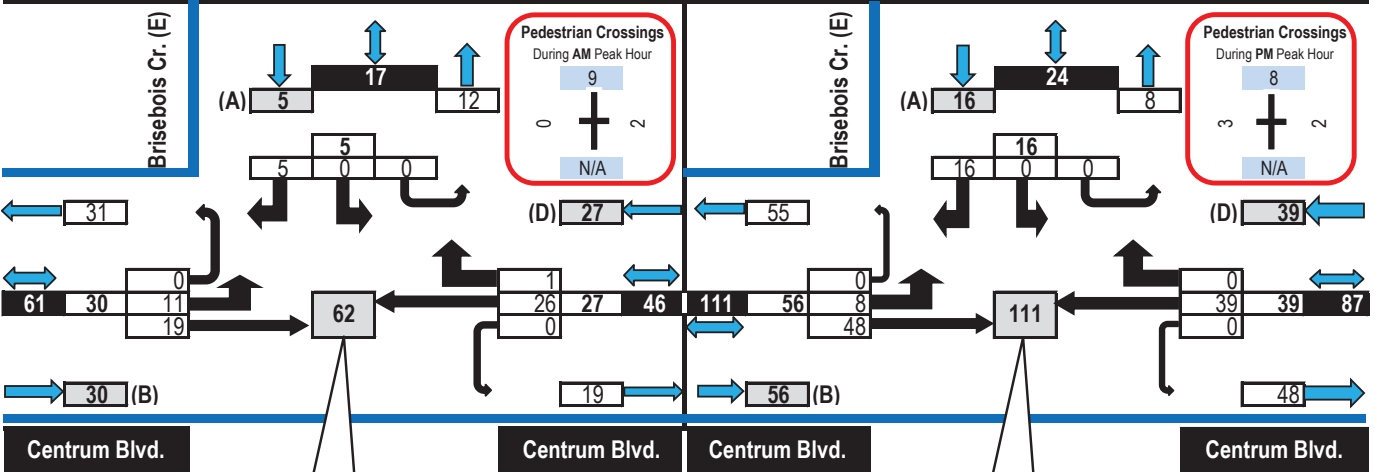 Brisebois Cr. (E)
17
(A) 5 12
5
5 0 0
Pedestrian Crossings
During AM Peak Hour
9
0 2
N/A
31
(D) 27
0
61 30 11
19
62
1
26 27 46
0
30 (B)
19
Centrum Blvd.
Centrum Blvd.
Brisebois Cr. (E)
24
(A) 16 8
16
16 0 0
Pedestrian Crossings
During PM Peak Hour
8
3 2
N/A
55
(D) 39
0
111 56 8
48
111
0
39 39 87
0
56 (B)
48
Centrum Blvd.
Centrum Blvd.